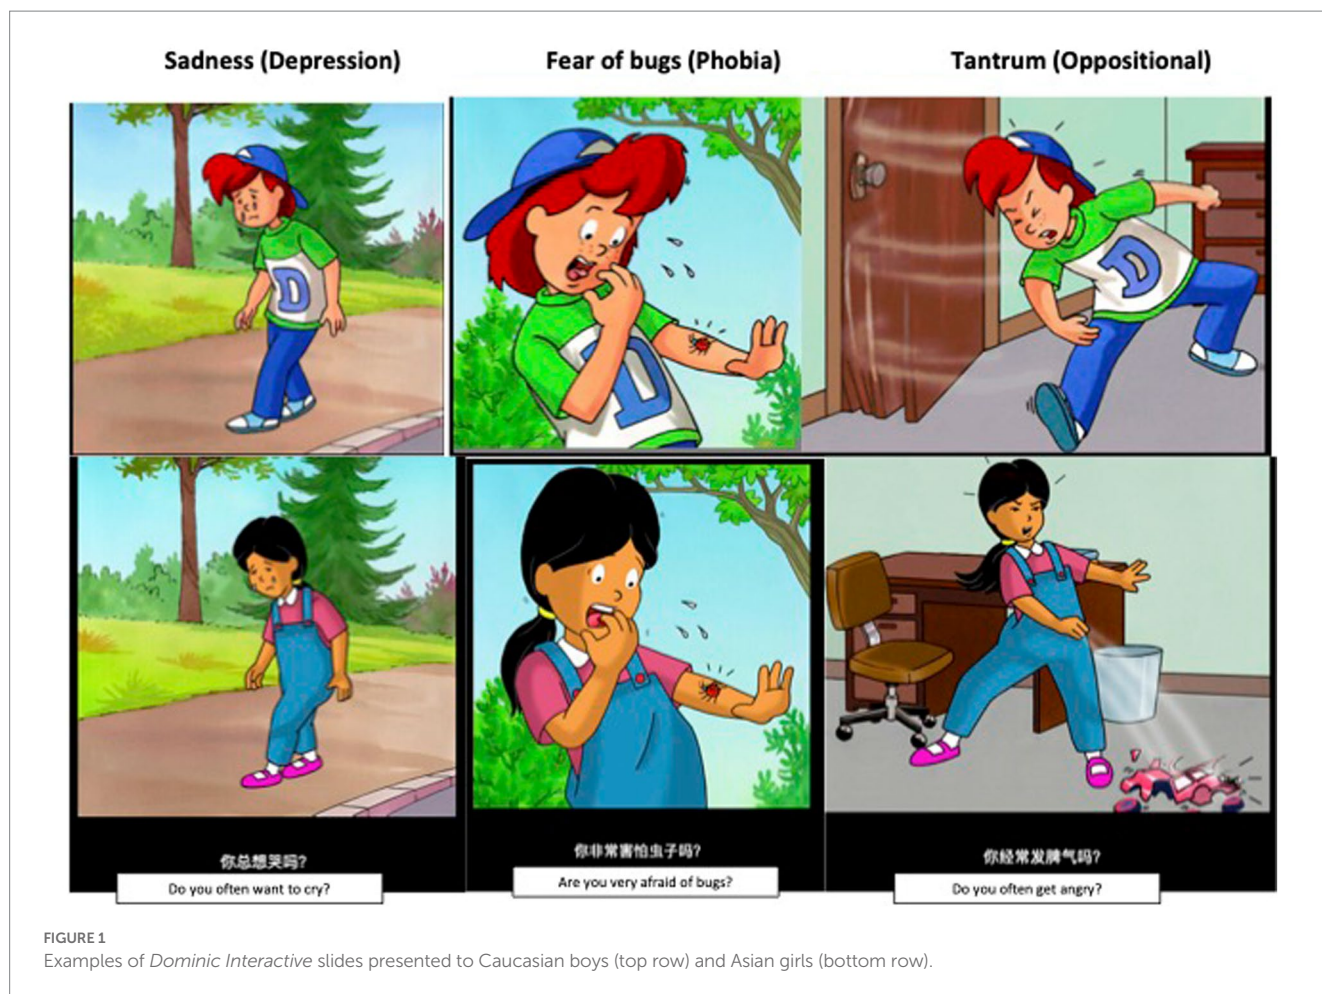 Sadness (Depression)
Fear of bugs (Phobia)
Tantrum (Oppositional)
D
D
D
你总想哭吗?
Do you often want to cry?
你非常害怕虫子吗?
Are you very afraid of bugs?
你经常发脾气吗?
Do you often get angry?
FIGURE 1
Examples of Dominic Interactive slides presented to Caucasian boys (top row) and Asian girls (bottom row).